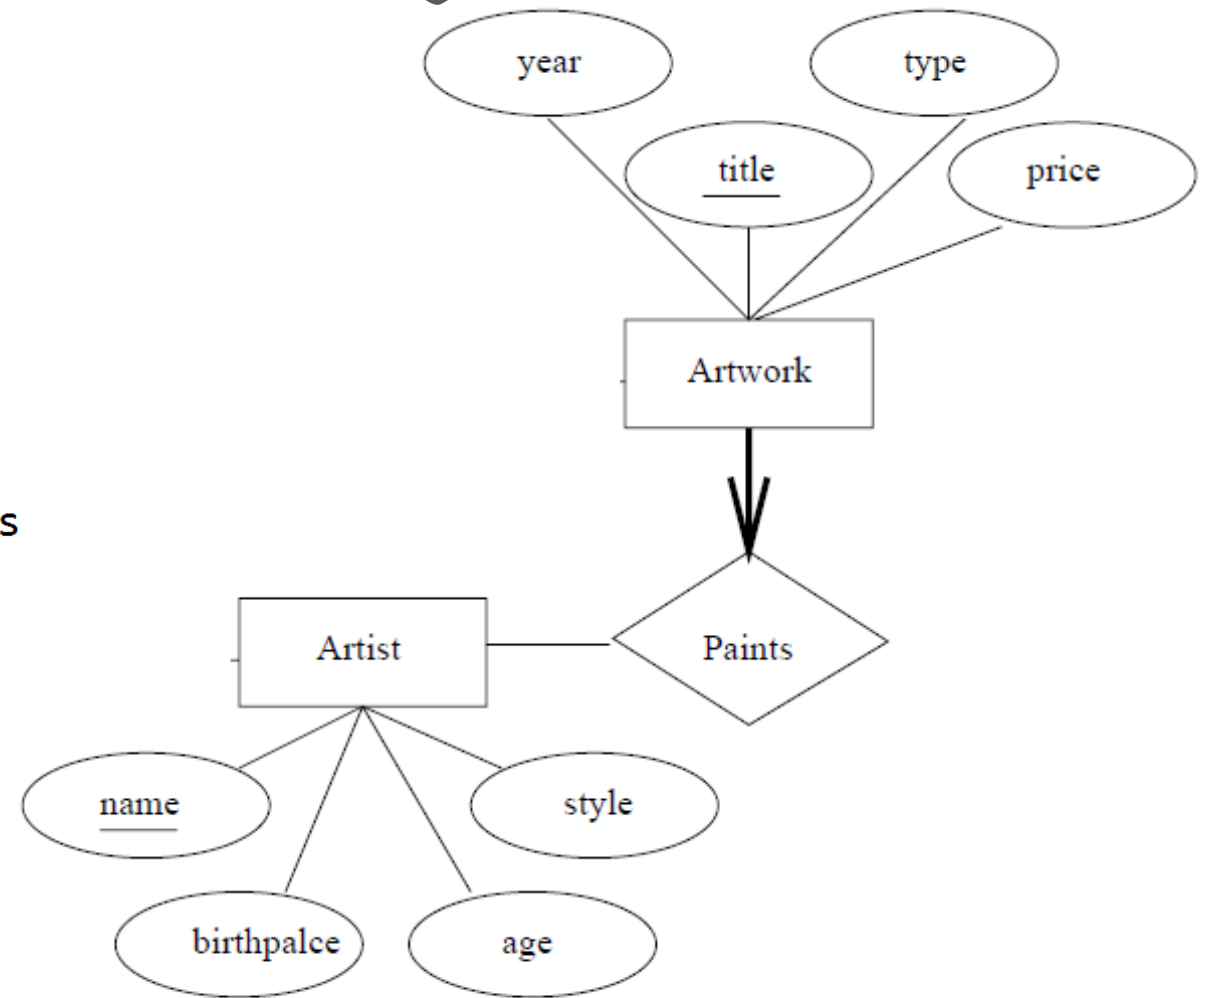 year
type
title
price
Artwork
s
Artist
Paints
name
style
birthpalce
age